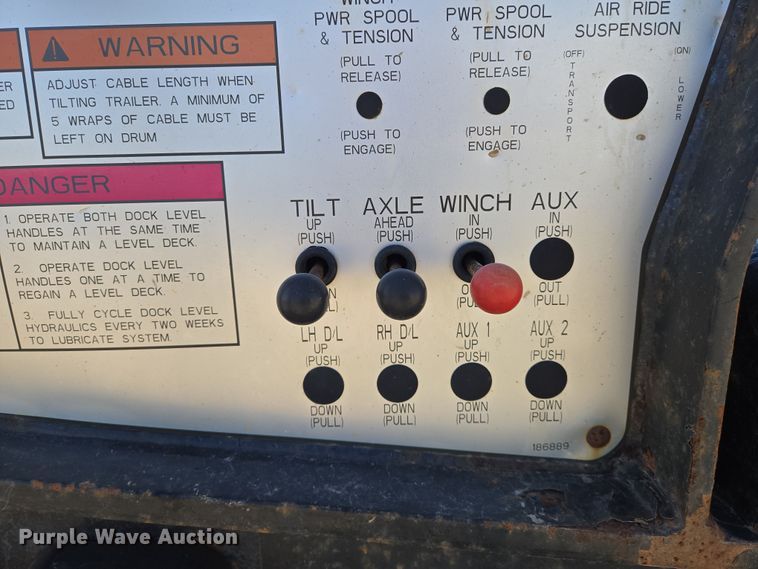 WINCH
PWR SPOOL
& TENSION
(PULL TO
RELEASE)
(PUSH TO
ENGAGE)
PWR SPOOL
& TENSION
(PULL TO
RELEASE)
(PUSH TO
ENGAGE)
AIR RIDE
SUSPENSION
(OFF)
TRANSPORT
(ON)
LOWER
WARNING
ADJUST CABLE LENGTH WHEN
TILTING TRAILER. A MINIMUM OF
5 WRAPS OF CABLE MUST BE
LEFT ON DRUM
DANGER
1. OPERATE BOTH DOCK LEVEL
HANDLES AT THE SAME TIME
TO MAINTAIN A LEVEL DECK.
2. OPERATE DOCK LEVEL
HANDLES ONE AT A TIME TO
REGAIN A LEVEL DECK.
3. FULLY CYCLE DOCK LEVEL
HYDRAULICS EVERY TWO WEEKS
TO LUBRICATE SYSTEM.
TILT
UP
(PUSH)
AXLE
AHEAD
(PUSH)
WINCH
IN
(PUSH)
AUX
IN
(PUSH)
OUT
(PULL)
LH D/L
UP
(PUSH)
DOWN
(PULL)
RH D/L
UP
(PUSH)
DOWN
(PULL)
AUX 1
UP
(PUSH)
DOWN
(PULL)
AUX 2
UP
(PUSH)
DOWN
(PULL)
186889
Purple Wave Auction